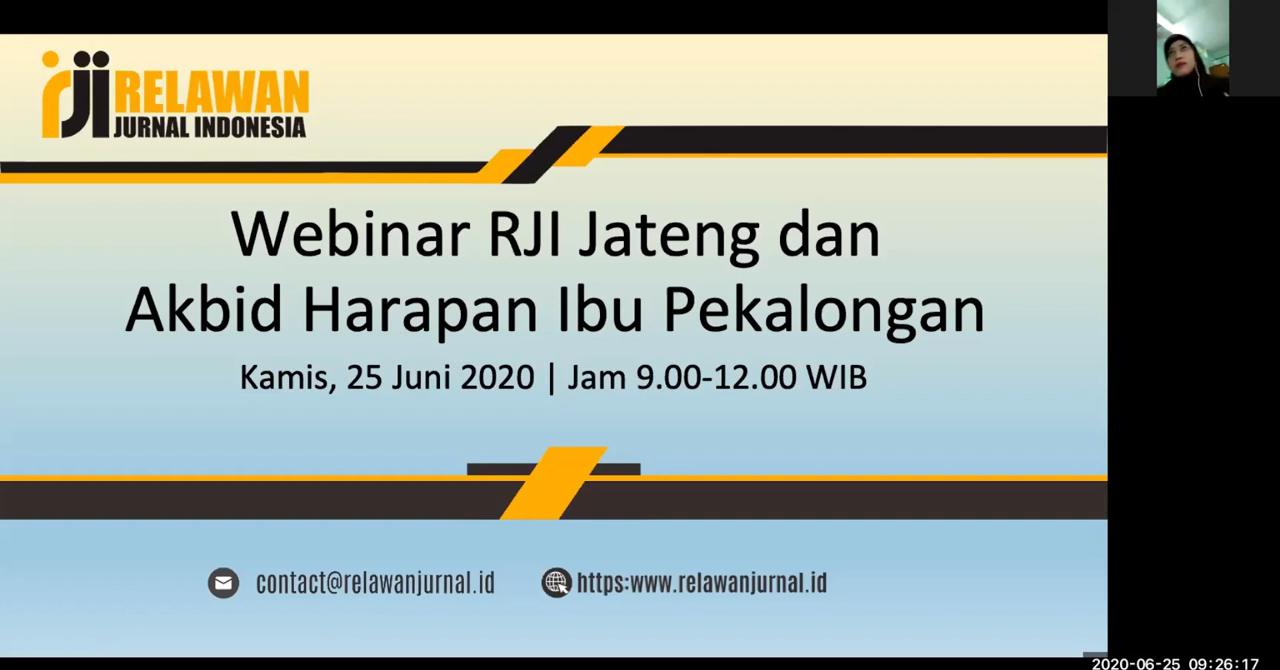 rji RELAWAN
JURNAL INDONESIA
Webinar RJI Jateng dan
Akbid Harapan Ibu Pekalongan
Kamis, 25 Juni 2020 | Jam 9.00-12.00 WIB
contact@relawanjurnal.id
https:www.relawanjurnal.id
2020-06-25 09:26:17